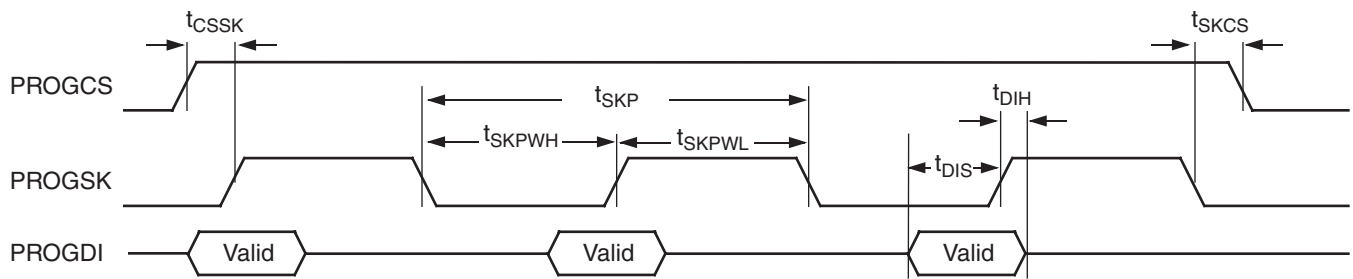 tCSSK
tSKCS
PROGCS
tSKP
tDIH
tSKPWH
tSKPWL
tDIS
PROGSK
PROGDI
Valid
Valid
Valid